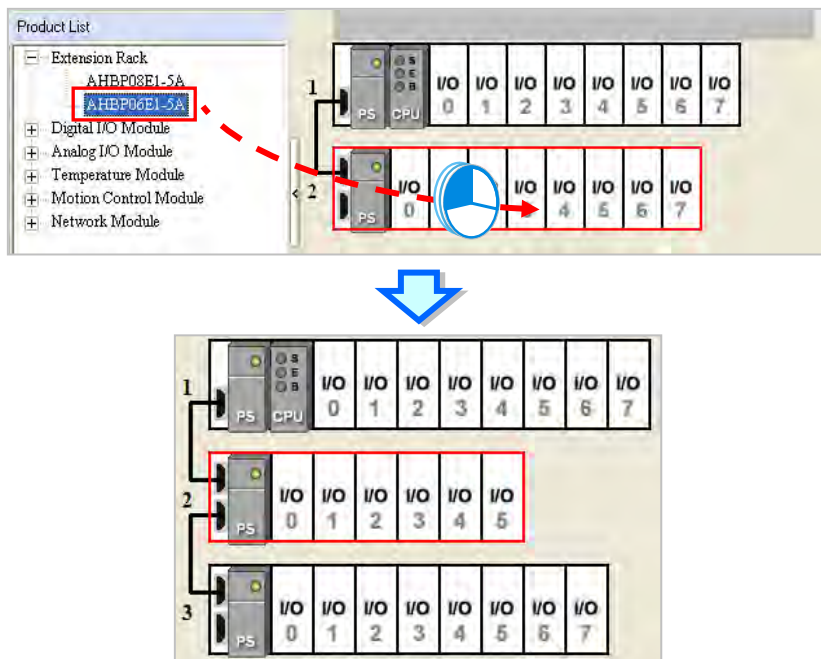 Product List
Extension Rack
AHBP08E1-5A
AHBP06E1-5A
Digital I/O Module
Analog I/O Module
Temperature Module
Motion Control Module
Network Module
1
PS
CPU
S
E
B
I/O I/O I/O I/O I/O I/O I/O I/O
0 1 2 3 4 5 6 7
2
PS
I/O I/O I/O I/O I/O I/O
0 4 5 6 7
1
PS
CPU
S
E
B
I/O I/O I/O I/O I/O I/O I/O I/O
0 1 2 3 4 5 6 7
2
PS
I/O I/O I/O I/O I/O I/O
0 1 2 3 4 5
3
PS
I/O I/O I/O I/O I/O I/O I/O I/O
0 1 2 3 4 5 6 7